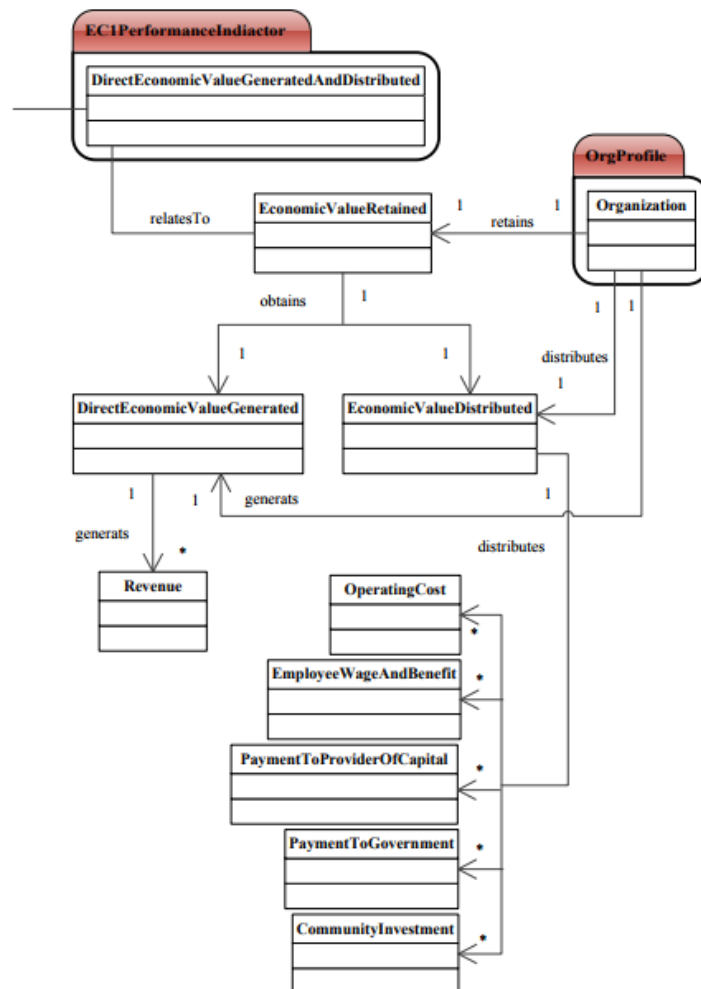 EC1PerformanceIndiactor
DirectEconomicValueGeneratedAndDistributed
OrgProfile
Organization
relatesTo
EconomicValueRetained
1
1
retains
obtains
1
1
1
distributes
1
1
1
DirectEconomicValueGenerated
EconomicValueDistributed
1
1
generats
1
generats
*
distributes
Revenue
OperatingCost
*
EmployeeWageAndBenefit
*
PaymentToProviderOfCapital
*
PaymentToGovernment
*
CommunityInvestment
*